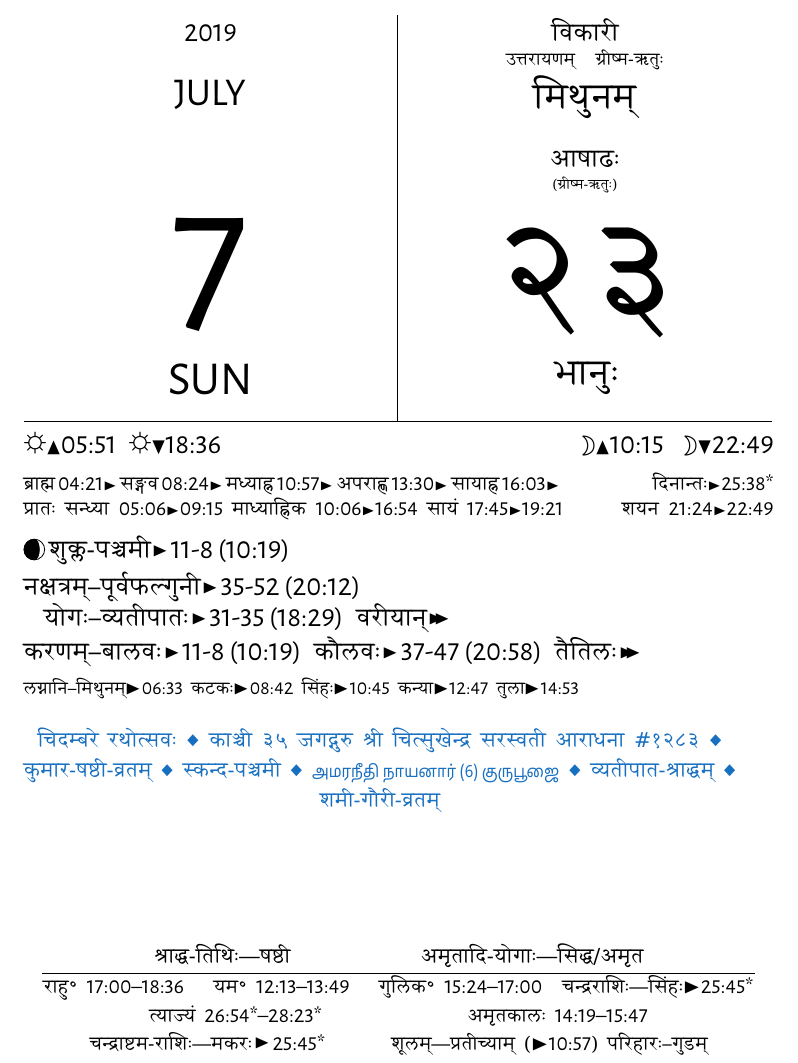 2019
JULY
7
SUN
विकारी
उत्तरायणम् ग्रीष्म-ऋतुः
मिथुनम्
आषाढः
(ग्रीष्म-ऋतुः)
२३
भानुः
☼▲05:51 ☼▼18:36 ☽▲10:15 ☽▼22:49
ब्राह्म 04:21► सङ्गव 08:24► मध्याह्न 10:57► अपराह्ण 13:30► सायाह्न 16:03► दिनान्तः►25:38*
प्रातः सन्ध्या 05:06►09:15 माध्याह्निक 10:06►16:54 सायं 17:45►19:21 शयन 21:24►22:49
शुक्ल-पञ्चमी►11-8 (10:19)
नक्षत्रम्–पूर्वफल्गुनी►35-52 (20:12)
योगः–व्यतीपातः►31-35 (18:29) वरीयान्►►
करणम्–बालवः►11-8 (10:19) कौलवः►37-47 (20:58) तैतिलः►►
लग्नानि–मिथुनम्►06:33 कटकः►08:42 सिंहः►10:45 कन्या►12:47 तुला►14:53
चिदम्बरे रथोत्सवः ◆ काञ्ची ३५ जगद्गुरु श्री चित्सुखेन्द्र सरस्वती आराधना #१२८३ ◆
कुमार-षष्ठी-व्रतम् ◆ स्कन्द-पञ्चमी ◆ அமரநீதி நாயனார் (6) குருபூஜை ◆ व्यतीपात-श्राद्धम् ◆
शमी-गौरी-व्रतम्
श्राद्ध-तिथिः—षष्ठी अमृतादि-योगाः—सिद्ध/अमृत
राहु॰ 17:00–18:36 यम॰ 12:13–13:49 गुलिक॰ 15:24–17:00 चन्द्रराशिः—सिंहः►25:45*
त्याज्यं 26:54*–28:23* अमृतकालः 14:19–15:47
चन्द्राष्टम-राशिः—मकरः►25:45* शूलम्—प्रतीच्याम् (►10:57) परिहारः–गुडम्